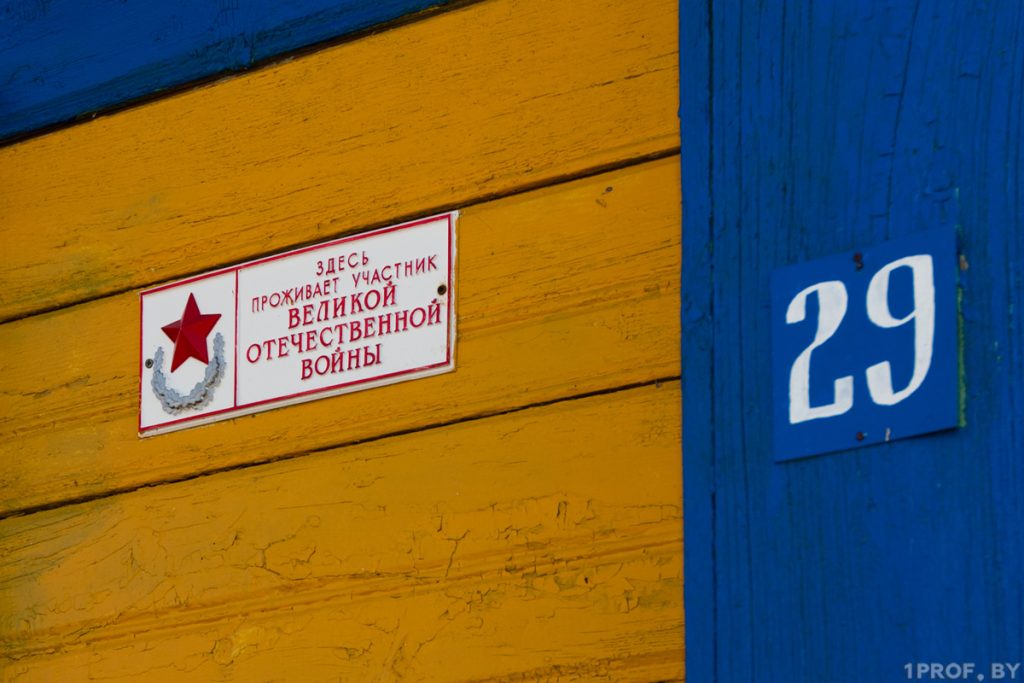 ЗДЕСЬ
ПРОЖИВАЕТ УЧАСТНИК
ВЕЛИКОЙ
ОТЕЧЕСТВЕННОЙ
ВОЙНЫ
29
1PROF.BY